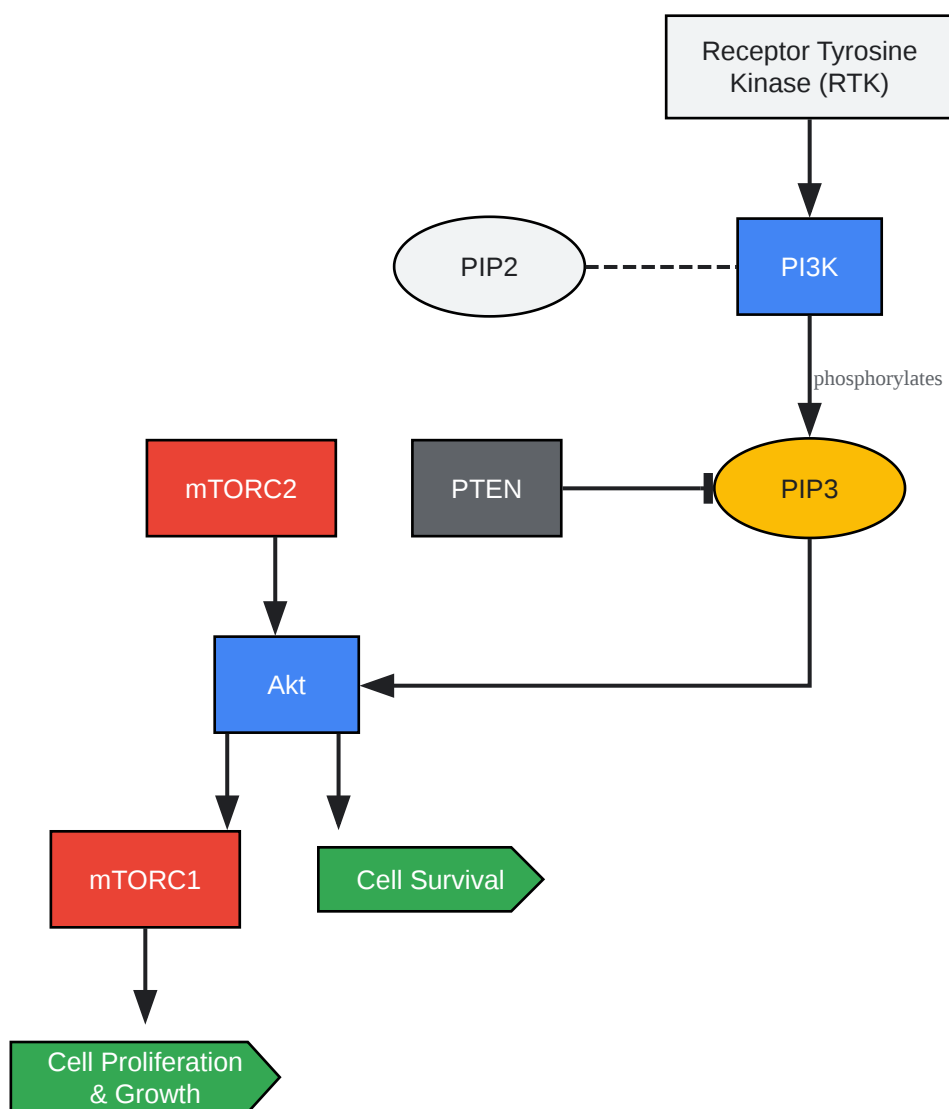 Receptor Tyrosine
Kinase (RTK)
PIP2
PI3K
phosphorylates
mTORC2
PTEN
PIP3
Akt
mTORC1
Cell Survival
Cell Proliferation
& Growth